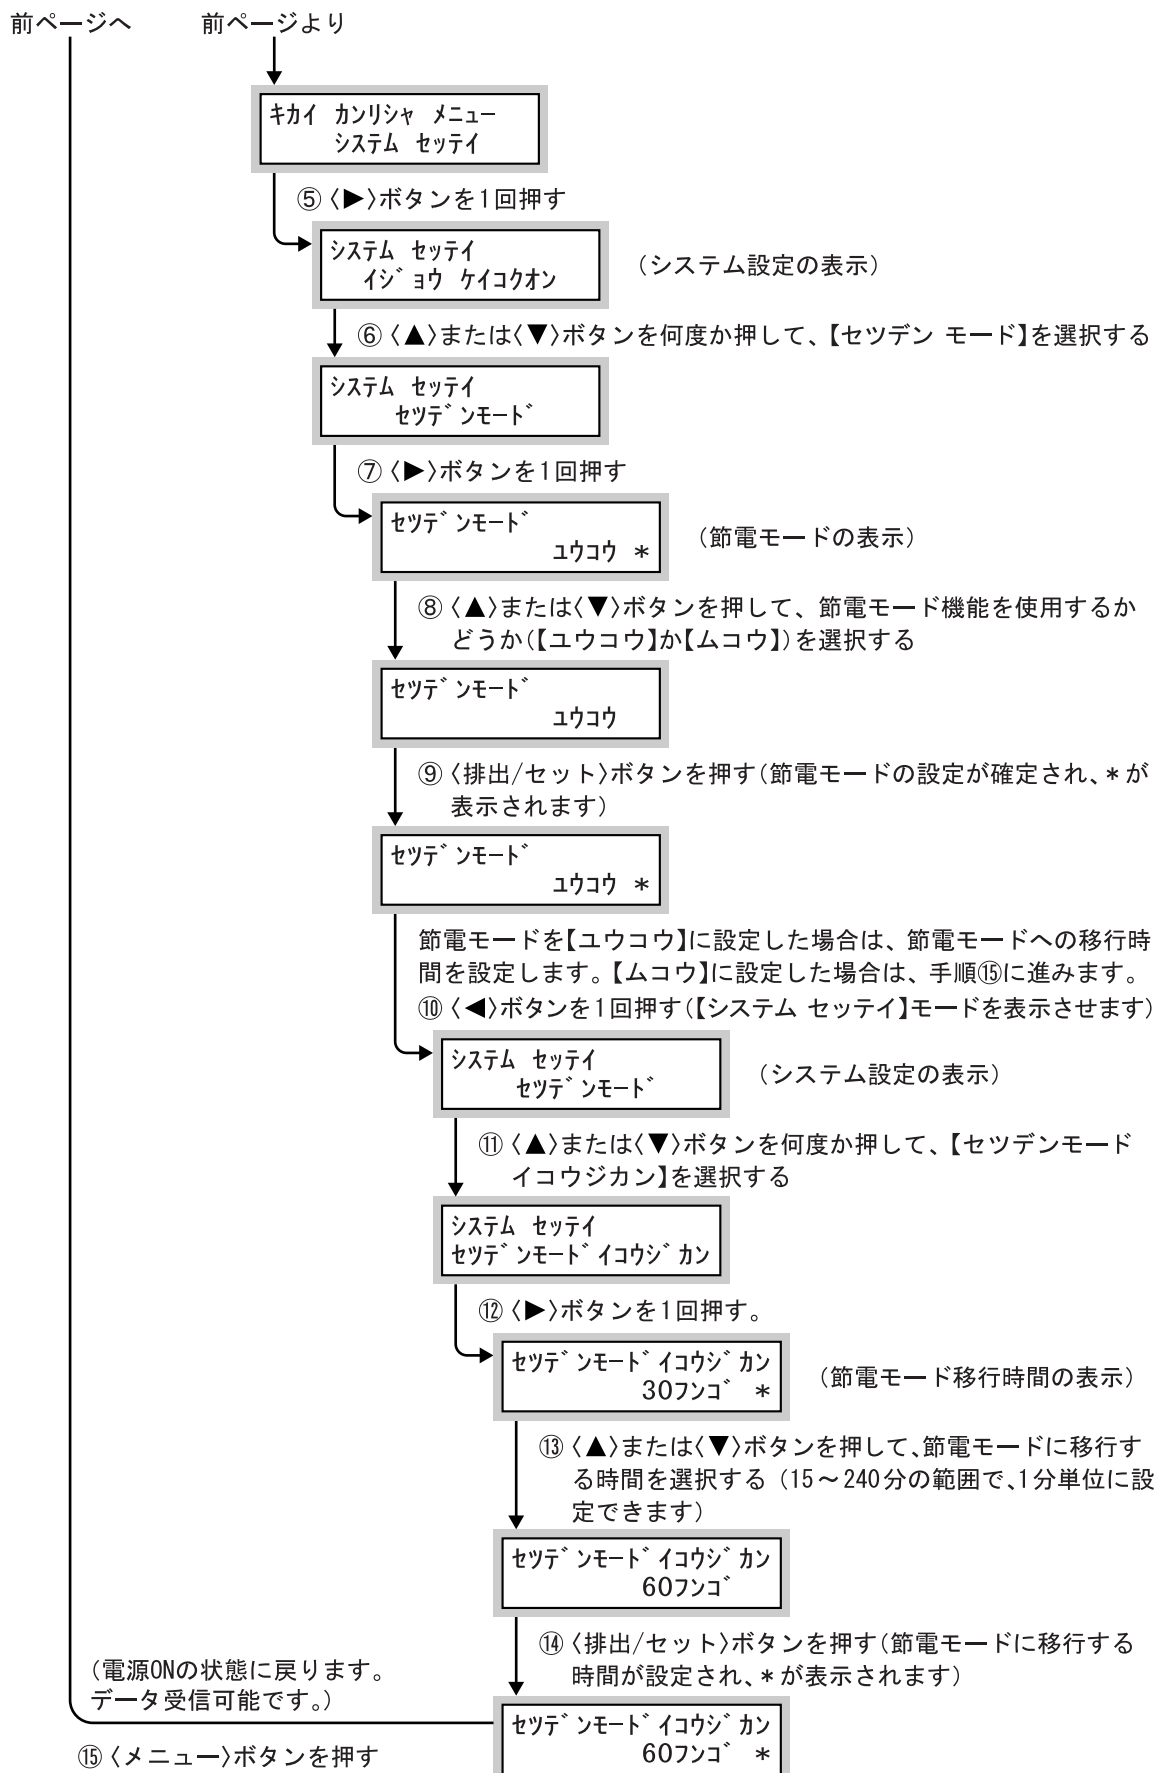 前ページへ
前ページより
ｷｶｲ ｶﾝﾘｼｬ ﾒﾆｭｰ
ｼｽﾃﾑ ｾｯﾃｲ
⑤〈▶〉ボタンを1回押す
ｼｽﾃﾑ ｾｯﾃｲ
ｲｼﾞｮｳ ｹｲｺｸｵﾝ
（システム設定の表示）
⑥〈▲〉または〈▼〉ボタンを何度か押して、【セツデン モード】を選択する
ｼｽﾃﾑ ｾｯﾃｲ
ｾﾂﾃﾞﾝﾓｰﾄﾞ
⑦〈▶〉ボタンを1回押す
ｾﾂﾃﾞﾝﾓｰﾄﾞ
ﾕｳｺｳ *
（節電モードの表示）
⑧〈▲〉または〈▼〉ボタンを押して、節電モード機能を使用するか
どうか（【ユウコウ】か【ムコウ】）を選択する
ｾﾂﾃﾞﾝﾓｰﾄﾞ
ﾕｳｺｳ
⑨〈排出/セット〉ボタンを押す（節電モードの設定が確定され、*が
表示されます）
ｾﾂﾃﾞﾝﾓｰﾄﾞ
ﾕｳｺｳ *
節電モードを【ユウコウ】に設定した場合は、節電モードへの移行時
間を設定します。【ムコウ】に設定した場合は、手順⑮に進みます。
⑩〈◀〉ボタンを1回押す（【システム セッテイ】モードを表示させます）
ｼｽﾃﾑ ｾｯﾃｲ
ｾﾂﾃﾞﾝﾓｰﾄﾞ
（システム設定の表示）
⑪〈▲〉または〈▼〉ボタンを何度か押して、【セツデンモード
イコウジカン】を選択する
ｼｽﾃﾑ ｾｯﾃｲ
ｾﾂﾃﾞﾝﾓｰﾄﾞｲｺｳｼﾞｶﾝ
⑫〈▶〉ボタンを1回押す。
ｾﾂﾃﾞﾝﾓｰﾄﾞｲｺｳｼﾞｶﾝ
30ﾌﾝｺﾞ *
（節電モード移行時間の表示）
⑬〈▲〉または〈▼〉ボタンを押して、節電モードに移行す
る時間を選択する（15～240分の範囲で、1分単位に設
定できます）
ｾﾂﾃﾞﾝﾓｰﾄﾞｲｺｳｼﾞｶﾝ
60ﾌﾝｺﾞ
⑭〈排出/セット〉ボタンを押す（節電モードに移行する
時間が設定され、*が表示されます）
（電源ONの状態に戻ります。
データ受信可能です。）
ｾﾂﾃﾞﾝﾓｰﾄﾞｲｺｳｼﾞｶﾝ
60ﾌﾝｺﾞ *
⑮〈メニュー〉ボタンを押す